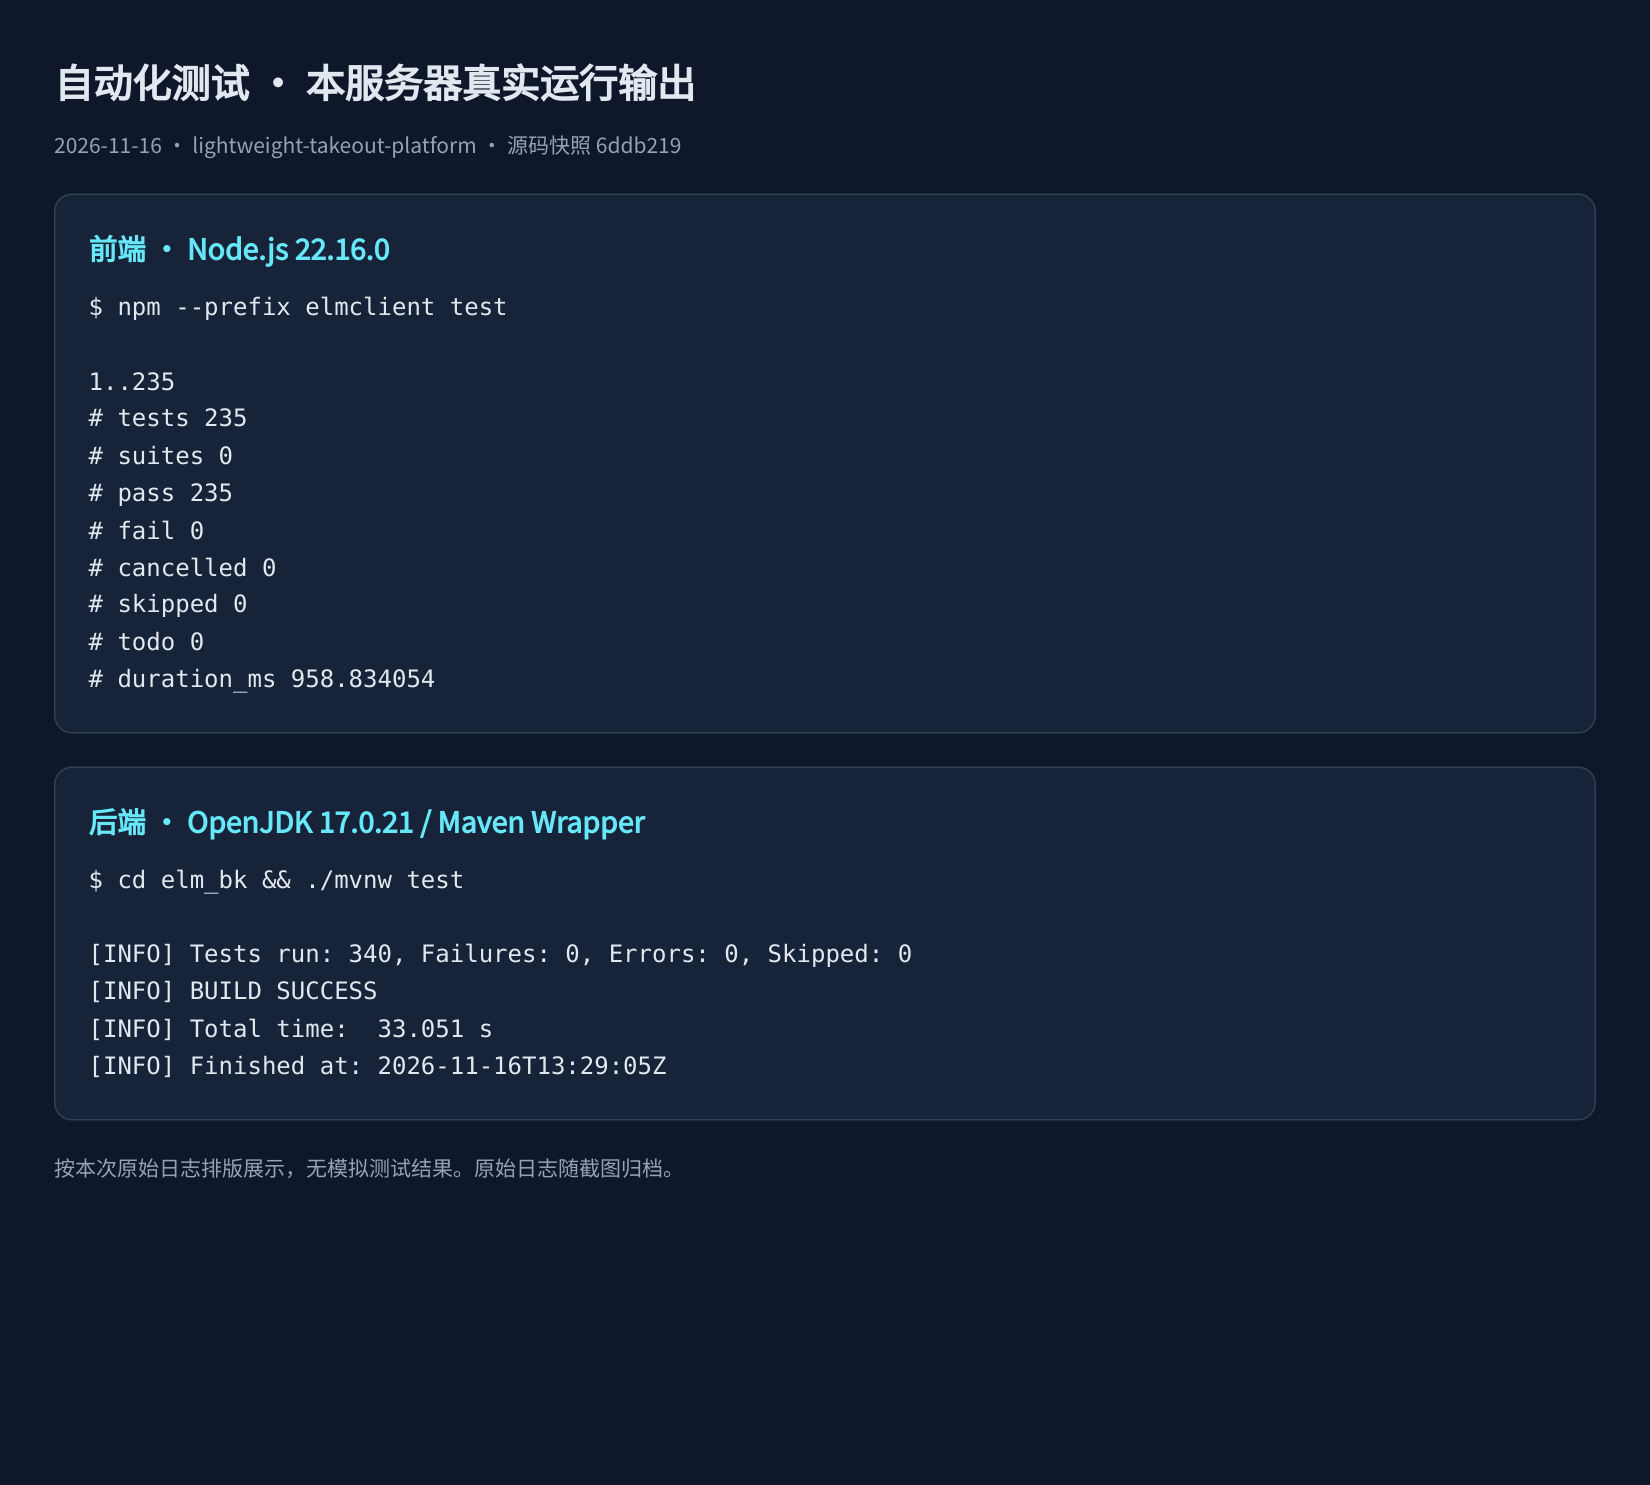 自动化测试 · 本服务器真实运行输出
2026-11-16 · lightweight-takeout-platform · 源码快照 6ddb219
前端 · Node.js 22.16.0
$ npm --prefix elmclient test
1..235
# tests 235
# suites 0
# pass 235
# fail 0
# cancelled 0
# skipped 0
# todo 0
# duration_ms 958.834054
后端 · OpenJDK 17.0.21 / Maven Wrapper
$ cd elm_bk && ./mvnw test
[INFO] Tests run: 340, Failures: 0, Errors: 0, Skipped: 0
[INFO] BUILD SUCCESS
[INFO] Total time:  33.051 s
[INFO] Finished at: 2026-11-16T13:29:05Z
按本次原始日志排版展示，无模拟测试结果。原始日志随截图归档。